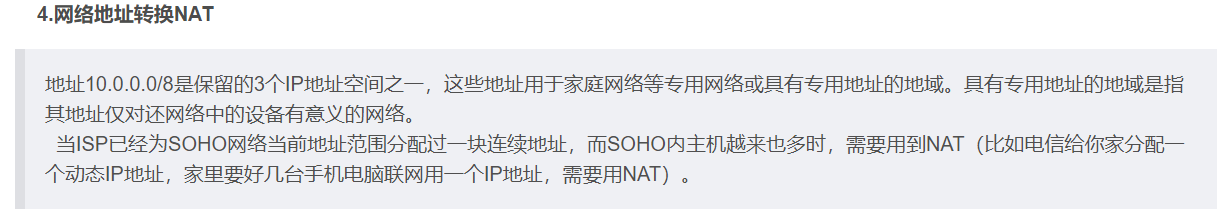 4.网络地址转换NAT
地址10.0.0.0/8是保留的3个IP地址空间之一，这些地址用于家庭网络等专用网络或具有专用地址的地域。具有专用地址的地域是指
其地址仅对还网络中的设备有意义的网络。
当ISP已经为SOHO网络当前地址范围分配过一块连续地址，而SOHO内主机越来也多时，需要用到NAT（比如电信给你家分配一
个动态IP地址，家里要好几台手机电脑联网用一个IP地址，需要用NAT）。